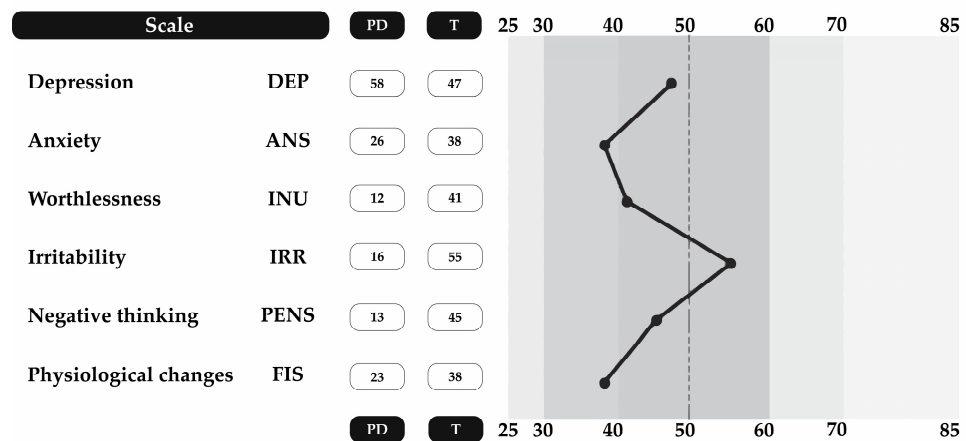 Scale PD T 25 30 40 50 60 70 85
Depression DEP 58 47
Anxiety ANS 26 38
Worthlessness INU 12 41
Irritability IRR 16 55
Negative thinking PENS 13 45
Physiological changes FIS 23 38
PD T 25 30 40 50 60 70 85